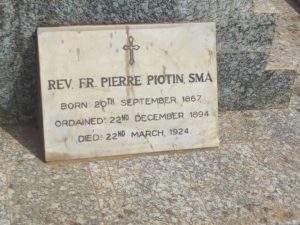 REV. FR. PIERRE PIOTIN, SMA
BORN: 20TH SEPTEMBER 1867
ORDAINED: 22ND DECEMBER 1894
DIED: 22ND MARCH, 1924.